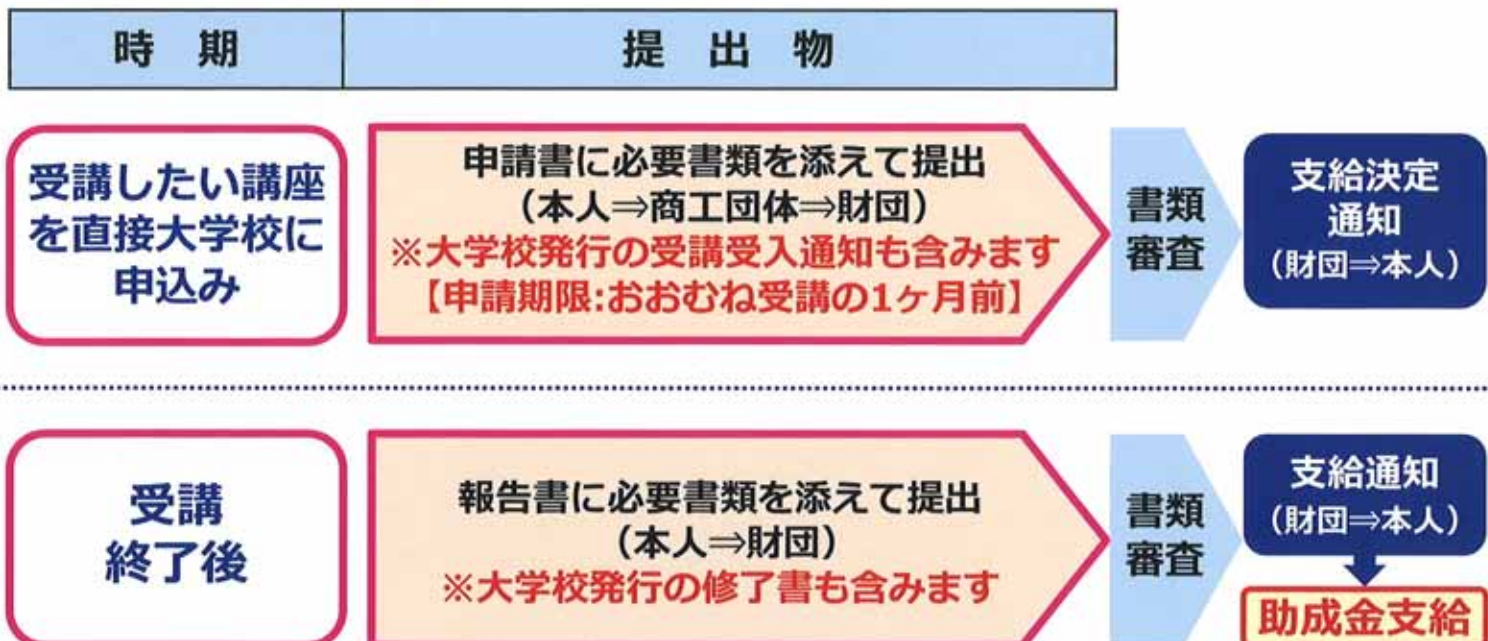 時 期
提 出 物
受講したい講座
を直接大学校に
申込み
申請書に必要書類を添えて提出
（本人⇒商工団体⇒財団）
※大学校発行の受講受入通知も含みます
【申請期限:おおむね受講の1ヶ月前】
書類
審査
支給決定
通知
（財団⇒本人）
受講
終了後
報告書に必要書類を添えて提出
（本人⇒財団）
※大学校発行の修了書も含みます
書類
審査
支給通知
（財団⇒本人）
助成金支給